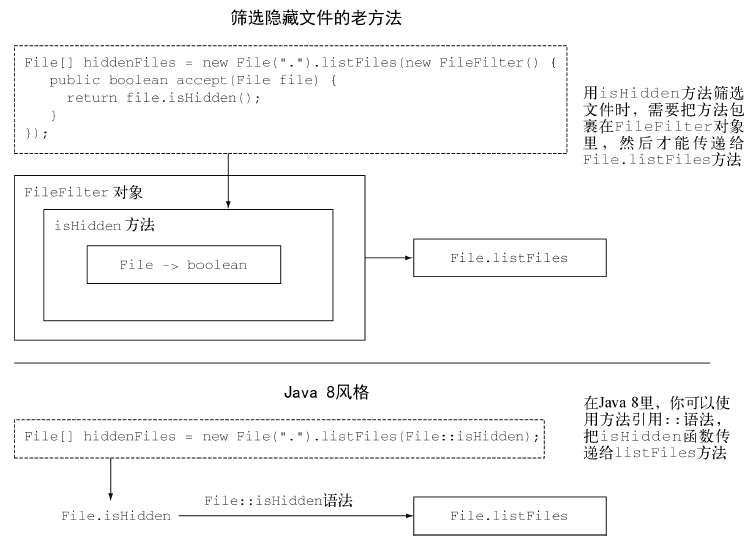 筛选隐藏文件的老方法
File[] hiddenFiles = new File(".").listFiles(new FileFilter() {
public boolean accept(File file) {
return file.isHidden();
}
});
用isHidden方法筛选
文件时，需要把方法包
裹在FileFilter对象
里，然后才能传递给
File.listFiles方法
FileFilter 对象
isHidden 方法
File -> boolean
File.listFiles
Java 8风格
File[] hiddenFiles = new File(".").listFiles(File::isHidden);
在Java 8里，你可以使
用方法引用::语法，
把isHidden函数传
递给listFiles方法
File.isHidden
File::isHidden语法
File.listFiles